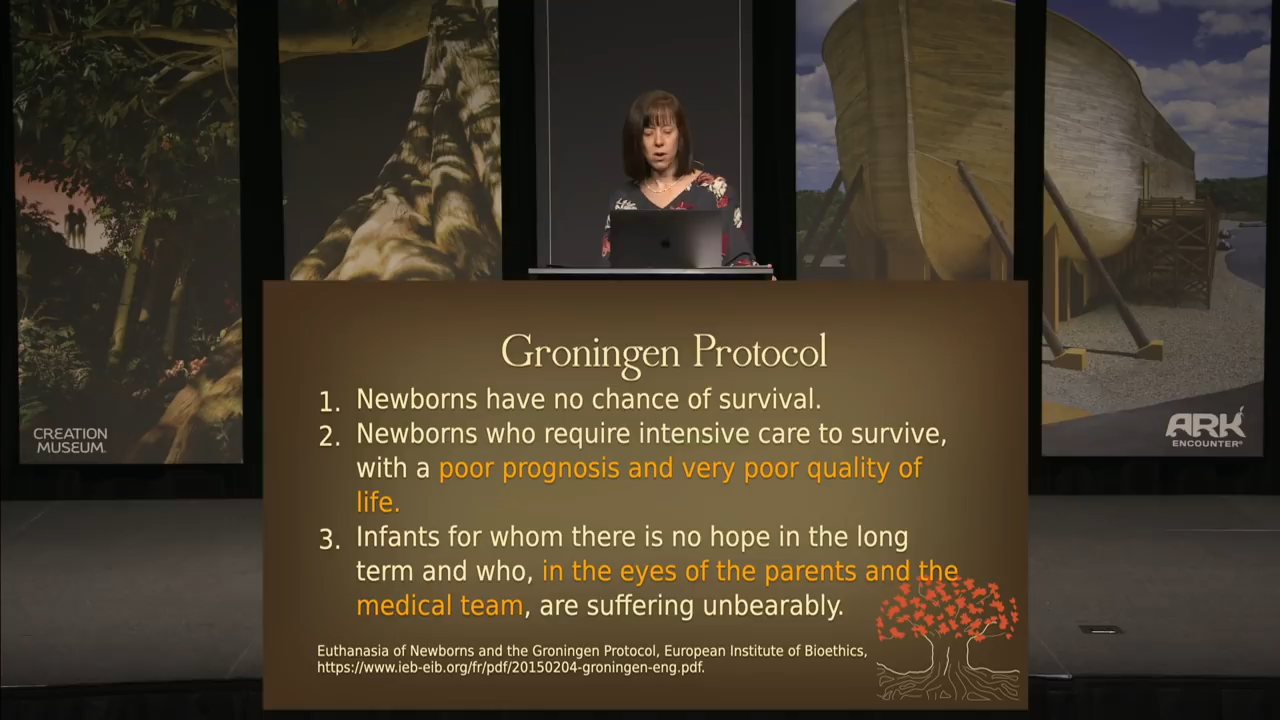 CREATION
MUSEUM
ARK
ENCOUNTER
Groningen Protocol
1. Newborns have no chance of survival.
2. Newborns who require intensive care to survive,
with a poor prognosis and very poor quality of
life.
3. Infants for whom there is no hope in the long
term and who, in the eyes of the parents and the
medical team, are suffering unbearably.
Euthanasia of Newborns and the Groningen Protocol, European Institute of Bioethics,
https://www.ieb-eib.org/fr/pdf/20150204-groningen-eng.pdf.